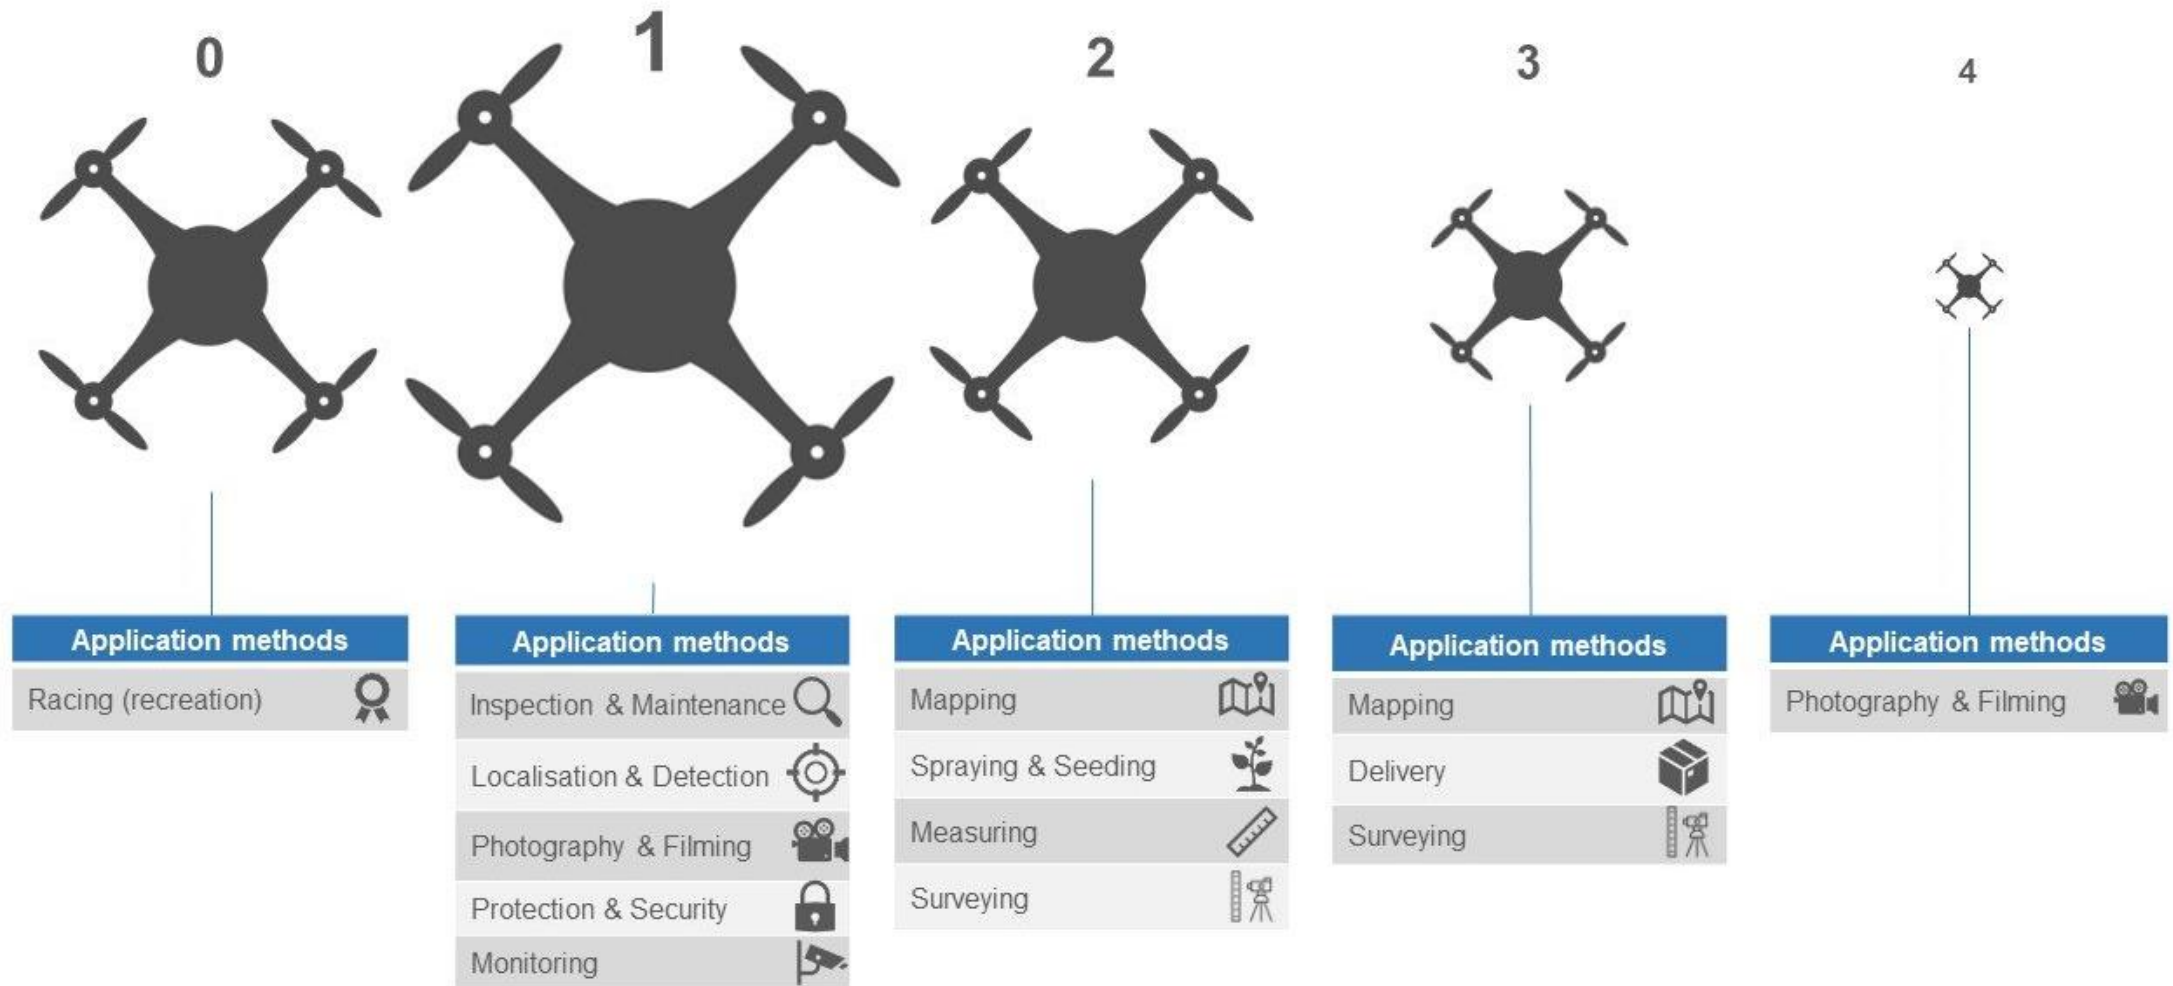 0
1
2
3
4
Application methods
Racing (recreation)
Application methods
Inspection & Maintenance
Localisation & Detection
Photography & Filming
Protection & Security
Monitoring
Application methods
Mapping
Spraying & Seeding
Measuring
Surveying
Application methods
Mapping
Delivery
Surveying
Application methods
Photography & Filming